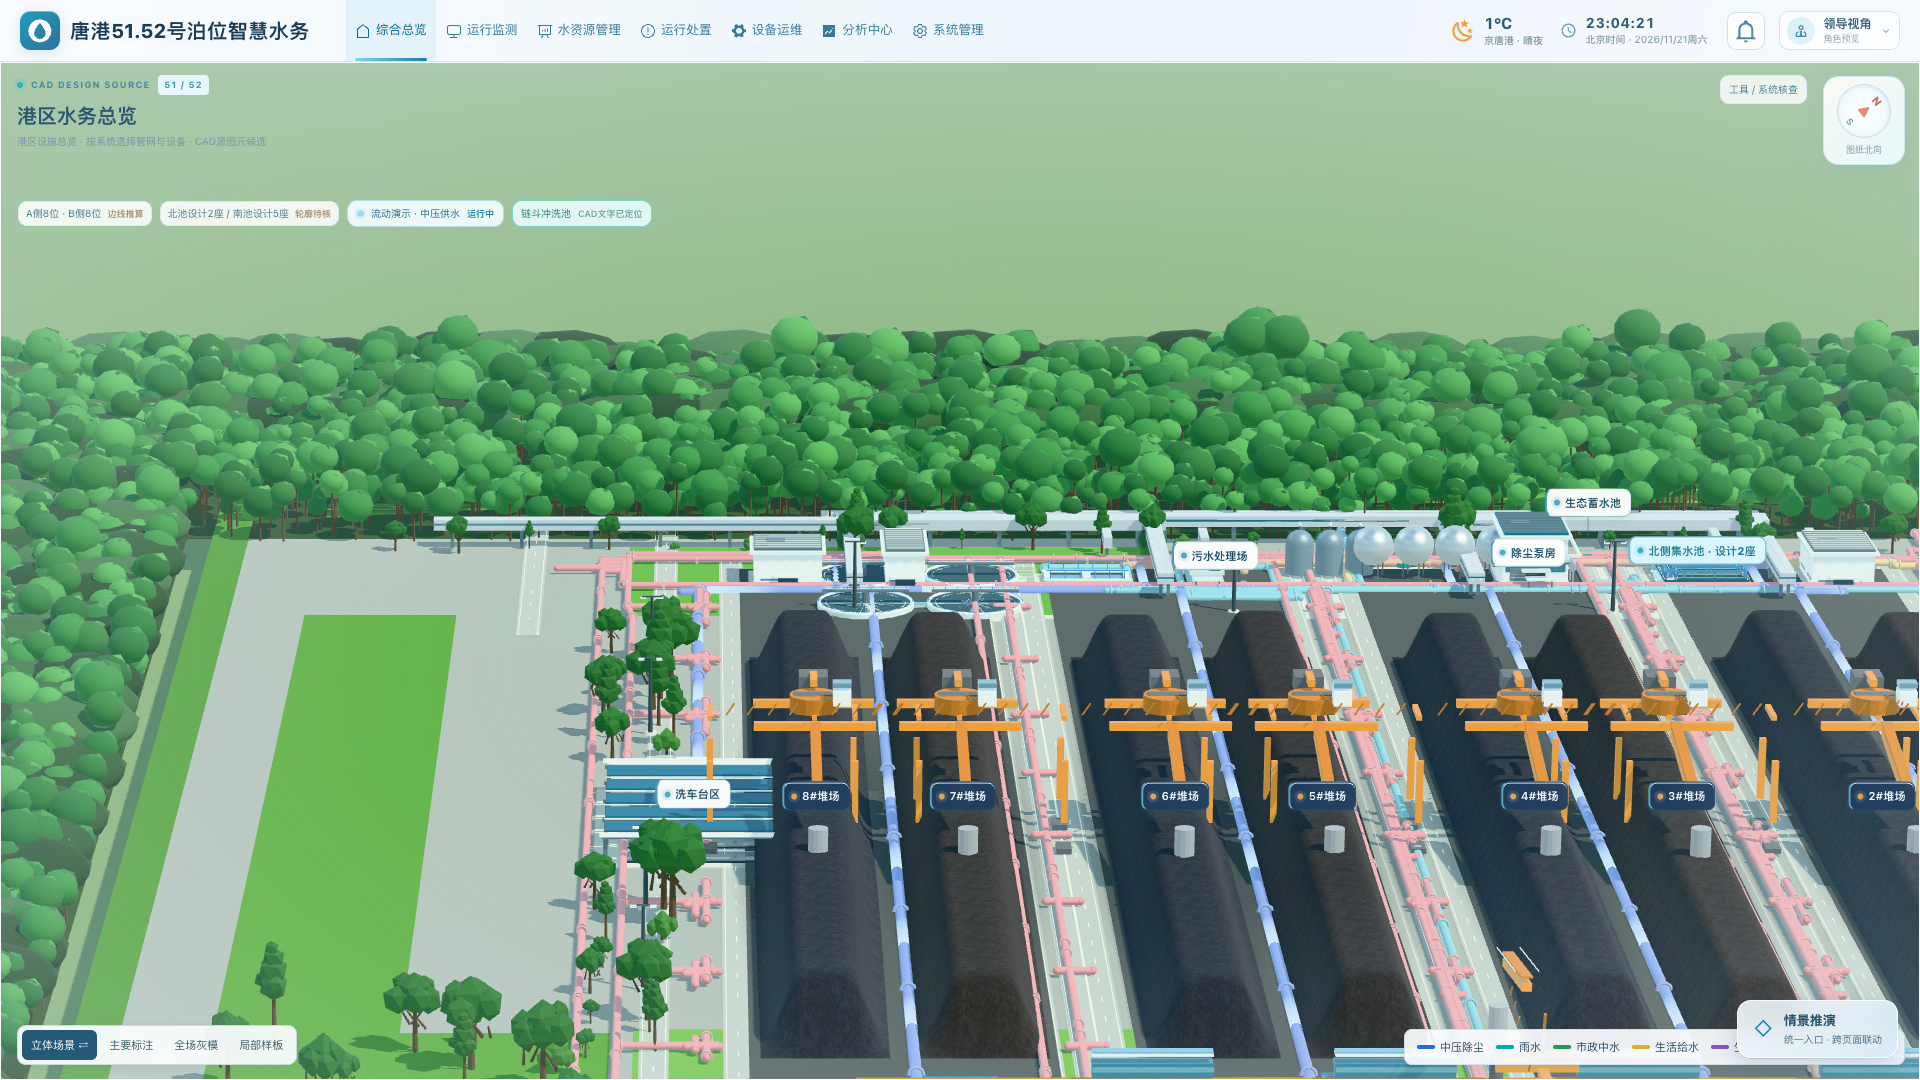 唐港51.52号泊位智慧水务
综合总览
运行监测
水资源管理
运行处置
设备运维
分析中心
系统管理
1°C
京唐港 · 晴夜
23:04:21
北京时间 · 2026/11/21周六
领导视角
角色预览
CAD DESIGN SOURCE 51 / 52
港区水务总览
港区设施总览 · 按系统选择管网与设备 · CAD源图元候选
工具 / 系统核查
N
S
图纸北向
A侧8位 · B侧8位 边线推算
北池设计2座 / 南池设计5座 轮廓待核
流动演示 · 中压供水 运行中
链斗冲洗池 CAD文字已定位
生态蓄水池
污水处理场
除尘泵房
北侧集水池 · 设计2座
洗车台区
8#堆场
7#堆场
6#堆场
5#堆场
4#堆场
3#堆场
2#堆场
立体场景
主要标注
全场灰模
局部样板
中压除尘
雨水
市政中水
生活给水
情景推演
统一入口 · 跨页面联动